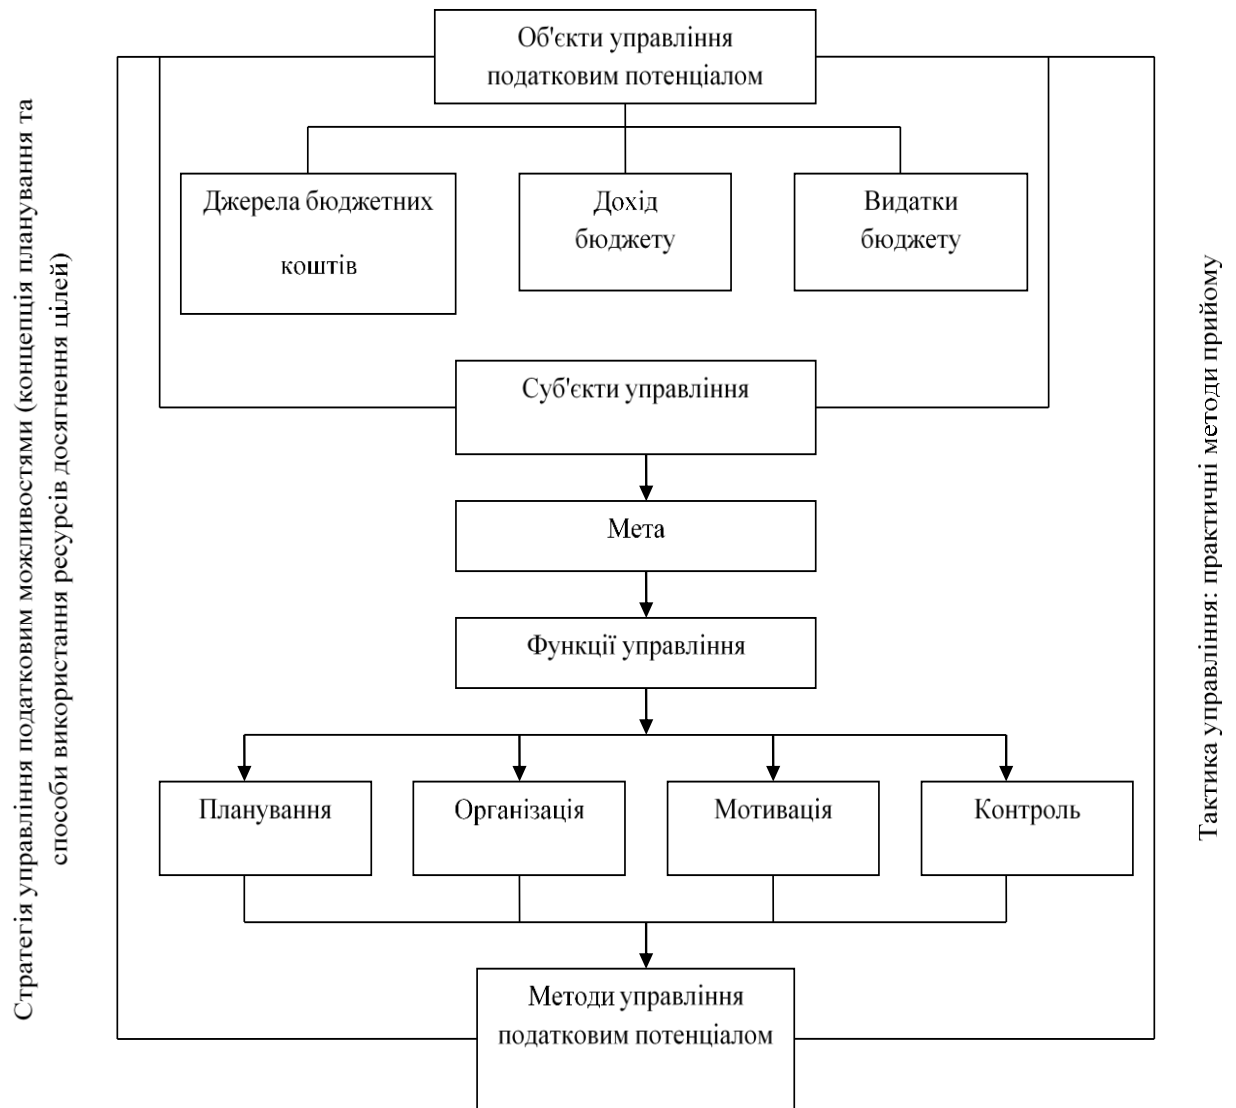 Об'єкти управління
податковим потенціалом
Джерела бюджетних
коштів
Дохід
бюджету
Видатки
бюджету
Суб'єкти управління
Мета
Функції управління
Планування
Організація
Мотивація
Контроль
Методи управління
податковим потенціалом
Стратегія управління податковим можливостями (концепція планування та
способи використання ресурсів досягнення цілей)
Тактика управління: практичні методи прийому